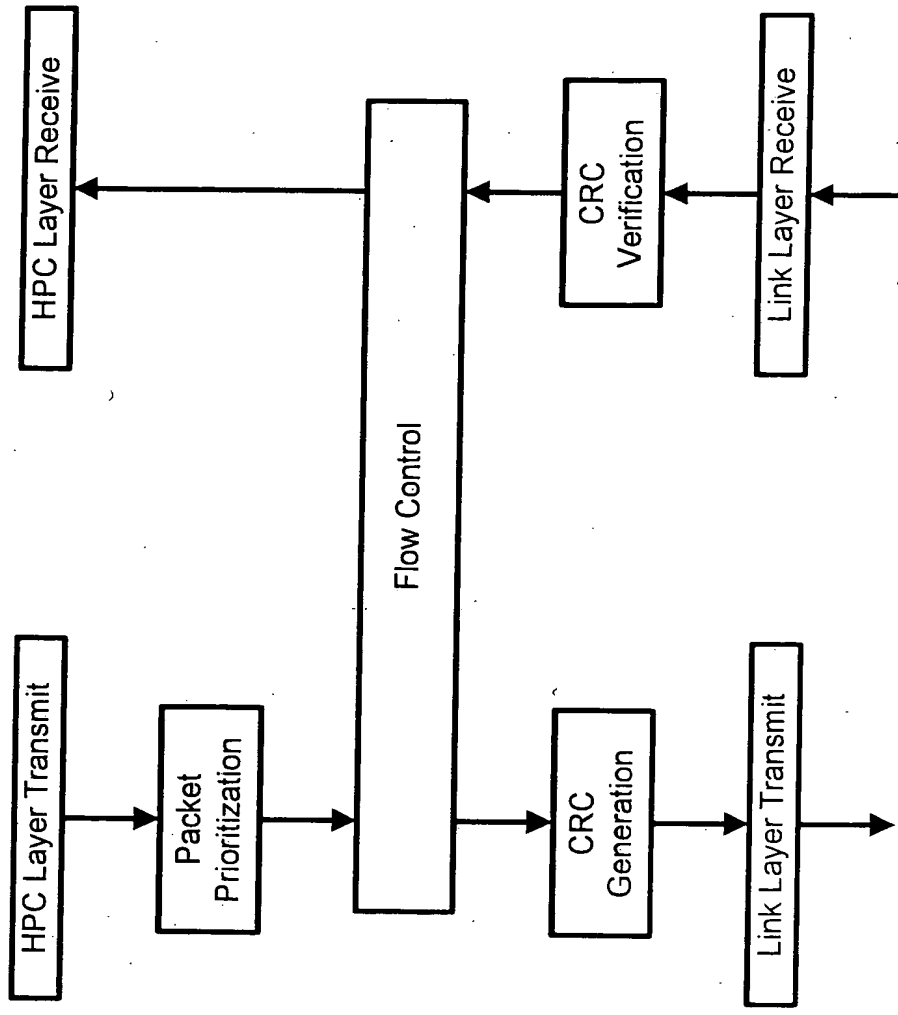 HPC Layer Transmit
HPC Layer Receive
Packet
Prioritization
Flow Control
CRC
Generation
CRC
Verification
Link Layer Transmit
Link Layer Receive